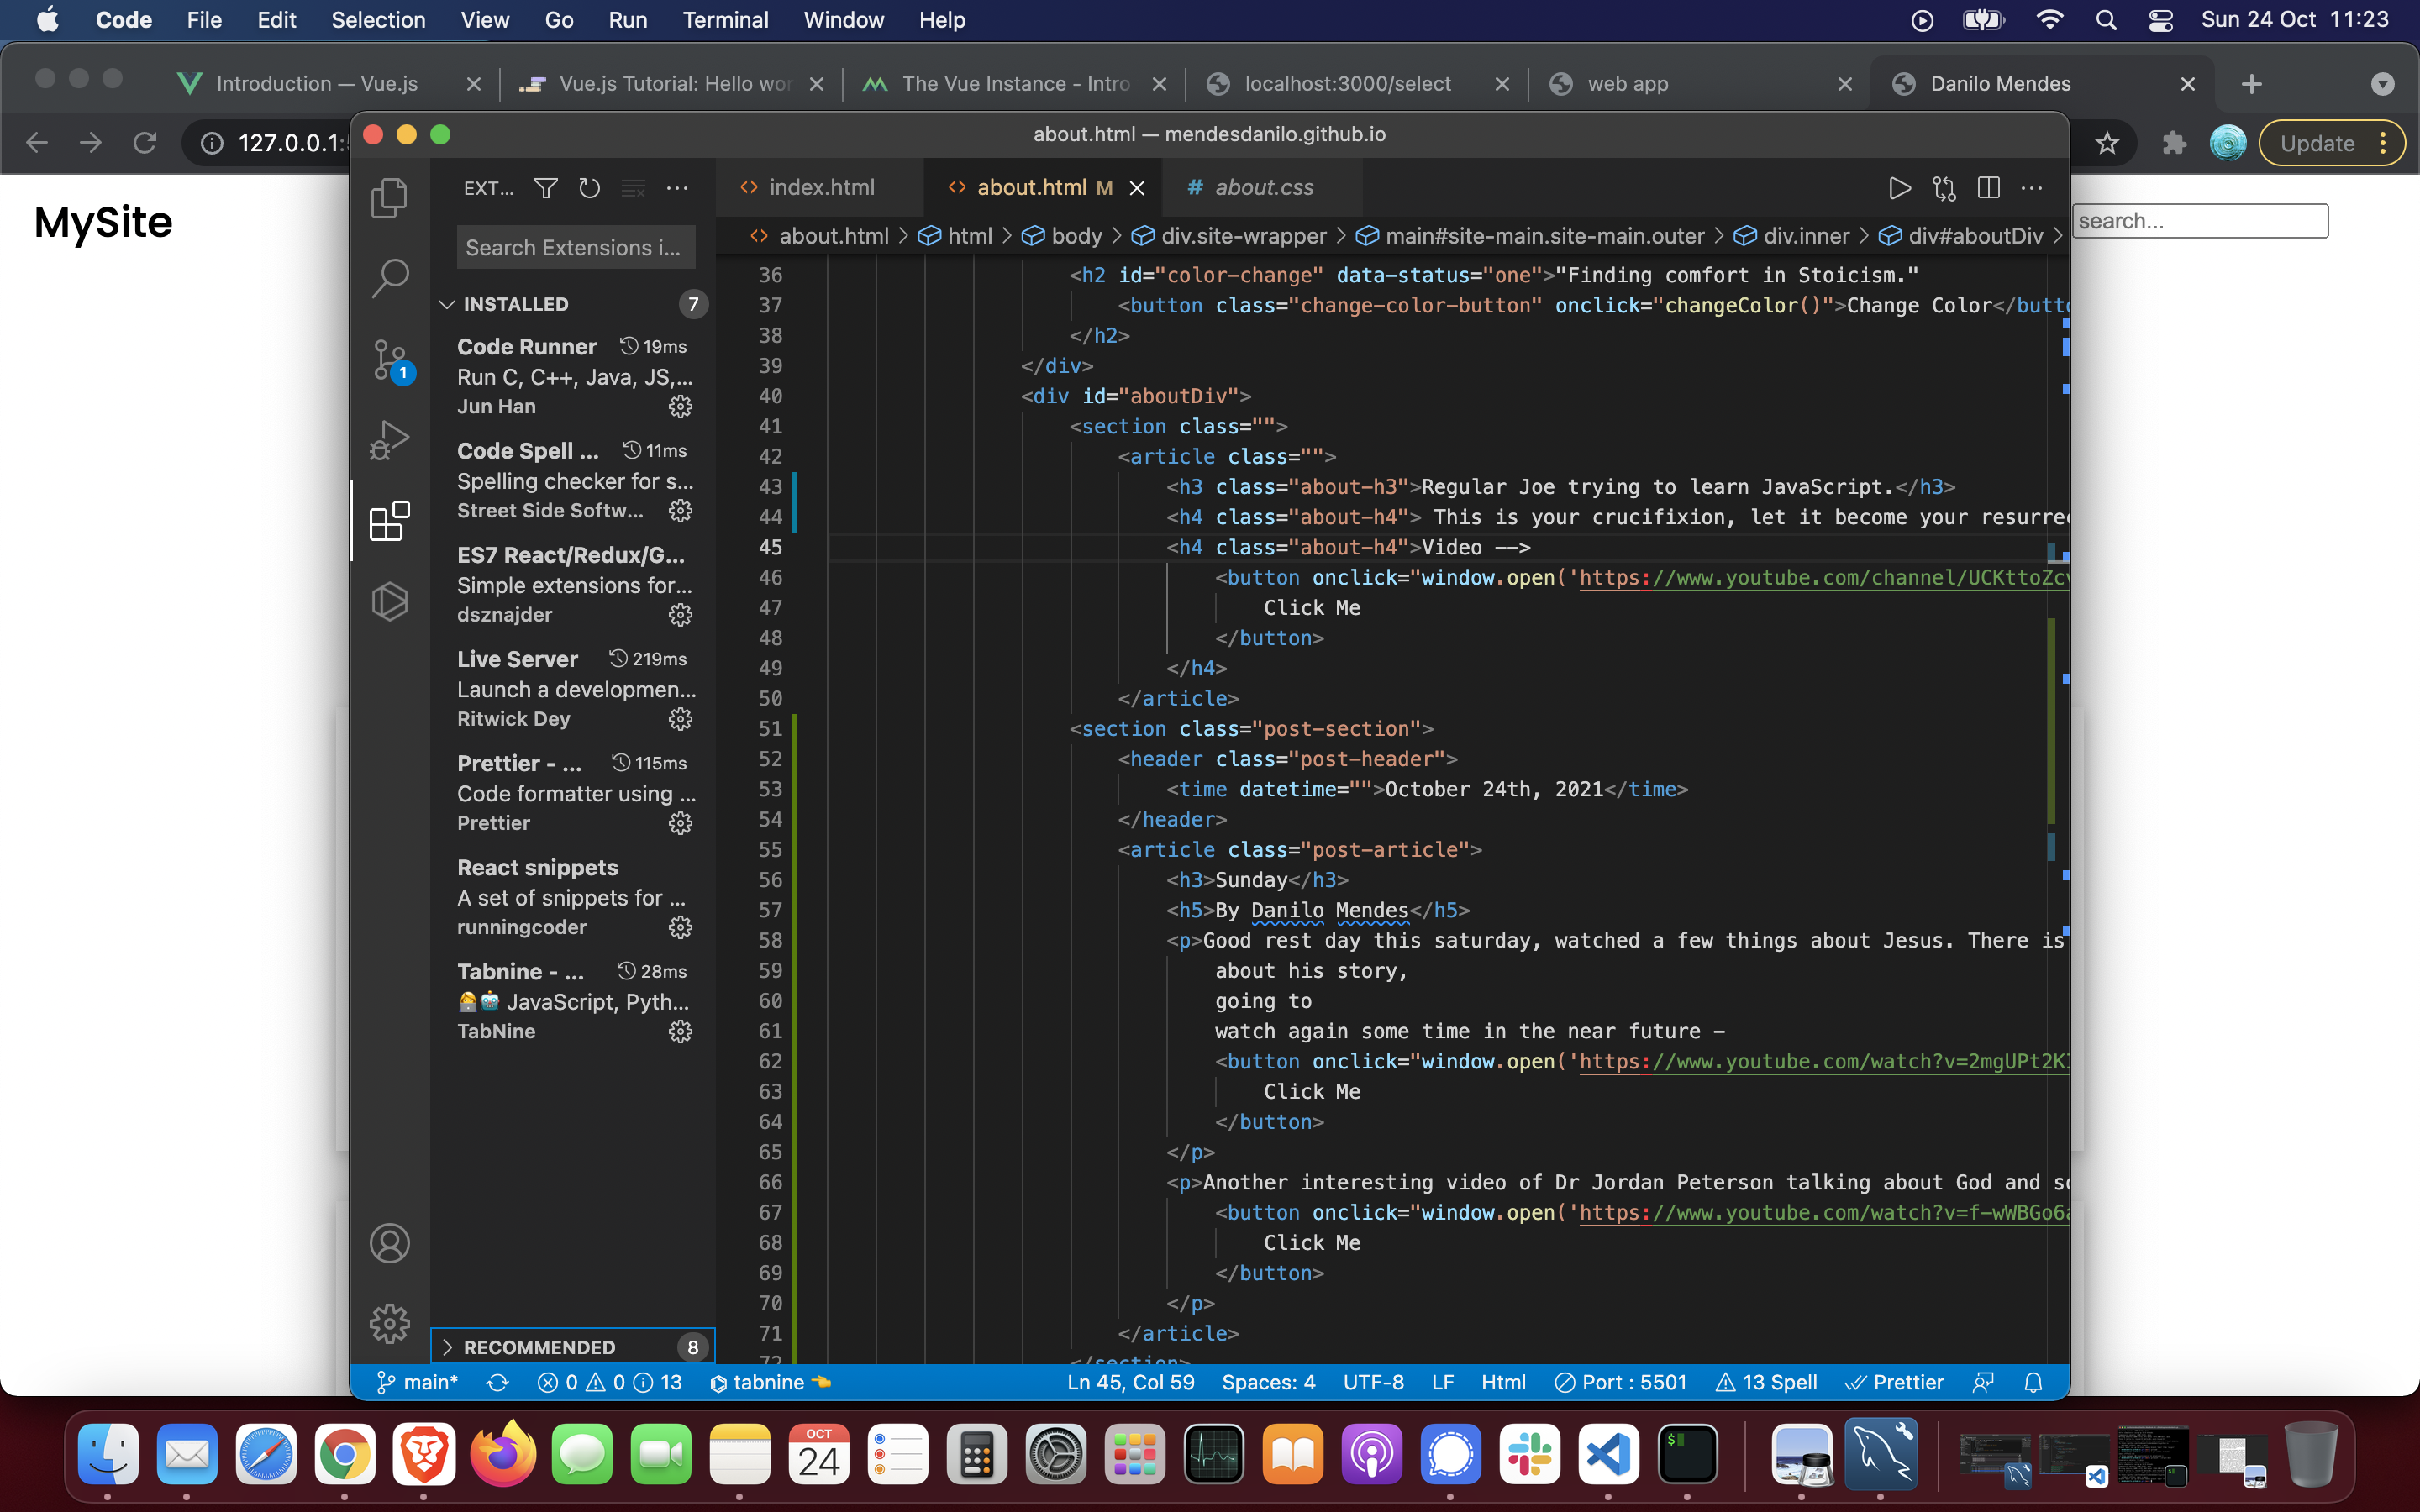 Code File Edit Selection View Go Run Terminal Window Help Sun 24 Oct 11:23
Introduction — Vue.js Vue.js Tutorial: Hello wor The Vue Instance - Intro localhost:3000/select web app Danilo Mendes
127.0.0.1: Update
about.html — mendesdanilo.github.io
MySite
search...
EXT...
index.html about.html M # about.css
about.html > html > body > div.site-wrapper > main#site-main.site-main.outer > div.inner > div#aboutDiv >
Search Extensions i...
INSTALLED 7
Code Runner 19ms
Run C, C++, Java, JS,...
Jun Han
Code Spell ... 11ms
Spelling checker for s...
Street Side Softw...
ES7 React/Redux/G...
Simple extensions for...
dsznajder
Live Server 219ms
Launch a developmen...
Ritwick Dey
Prettier - ... 115ms
Code formatter using ...
Prettier
React snippets
A set of snippets for ...
runningcoder
Tabnine - ... 28ms
JavaScript, Pyth...
TabNine
RECOMMENDED 8
36 <h2 id="color-change" data-status="one">"Finding comfort in Stoicism."
37 <button class="change-color-button" onclick="changeColor()">Change Color</butto
38 </h2>
39 </div>
40 <div id="aboutDiv">
41 <section class="">
42 <article class="">
43 <h3 class="about-h3">Regular Joe trying to learn JavaScript.</h3>
44 <h4 class="about-h4"> This is your crucifixion, let it become your resurre
45 <h4 class="about-h4">Video -->
46 <button onclick="window.open('https://www.youtube.com/channel/UCKttoZcv
47 Click Me
48 </button>
49 </h4>
50 </article>
51 <section class="post-section">
52 <header class="post-header">
53 <time datetime="">October 24th, 2021</time>
54 </header>
55 <article class="post-article">
56 <h3>Sunday</h3>
57 <h5>By Danilo Mendes</h5>
58 <p>Good rest day this saturday, watched a few things about Jesus. There is
59 about his story,
60 going to
61 watch again some time in the near future -
62 <button onclick="window.open('https://www.youtube.com/watch?v=2mgUPt2K
63 Click Me
64 </button>
65 </p>
66 <p>Another interesting video of Dr Jordan Peterson talking about God and s
67 <button onclick="window.open('https://www.youtube.com/watch?v=f-wWBGo6
68 Click Me
69 </button>
70 </p>
71 </article>
72 </section>
main* 0 0 13 tabnine Ln 45, Col 59 Spaces: 4 UTF-8 LF Html Port : 5501 13 Spell Prettier
OCT
24